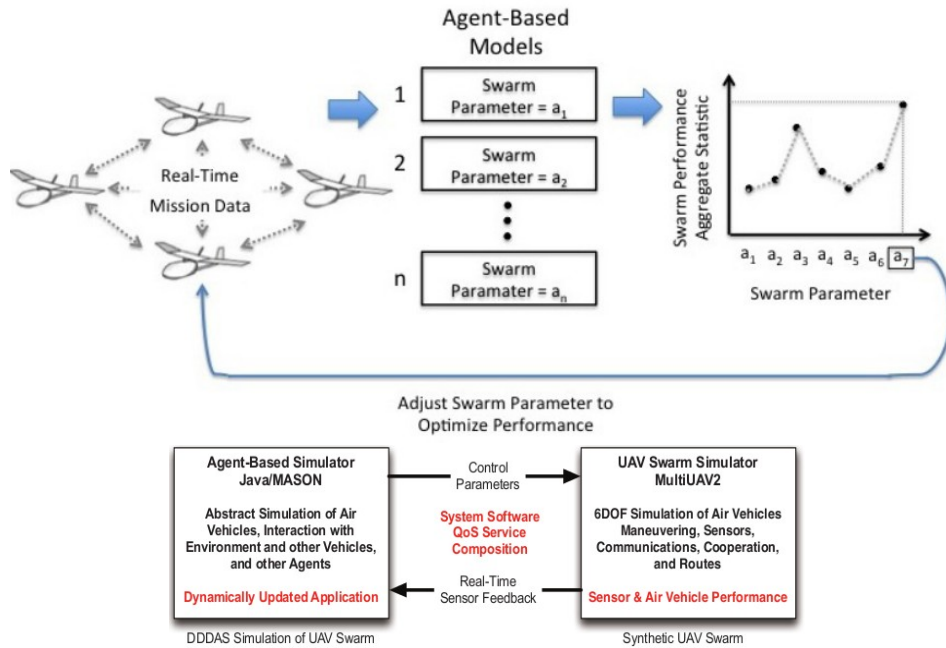 Agent-Based
Models
1
Swarm
Parameter = a1
2
Swarm
Parameter = a2
n
Swarm
Paramater = an
Real-Time
Mission Data
Swarm Performance
Aggregate Statistic
a1 a2 a3 a4 a5 a6 a7
Swarm Parameter
Adjust Swarm Parameter to
Optimize Performance
Agent-Based Simulator
Java/MASON
Abstract Simulation of Air
Vehicles, Interaction with
Environment and other Vehicles,
and other Agents
Dynamically Updated Application
DDDAS Simulation of UAV Swarm
Control
Parameters
System Software
QoS Service
Composition
Real-Time
Sensor Feedback
UAV Swarm Simulator
MultiUAV2
6DOF Simulation of Air Vehicles
Maneuvering, Sensors,
Communications, Cooperation,
and Routes
Sensor & Air Vehicle Performance
Synthetic UAV Swarm